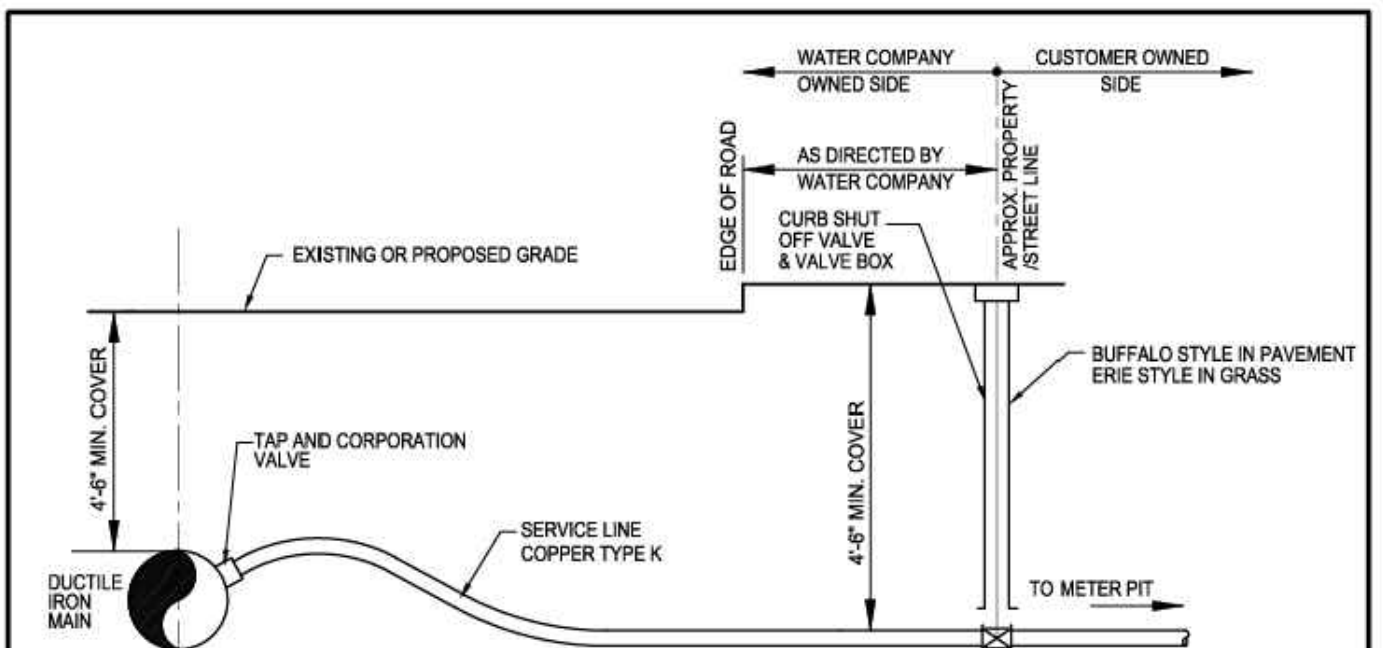 WATER COMPANY
OWNED SIDE
CUSTOMER OWNED
SIDE
EDGE OF ROAD
AS DIRECTED BY
WATER COMPANY
APPROX. PROPERTY
/STREET LINE
CURB SHUT
OFF VALVE
& VALVE BOX
EXISTING OR PROPOSED GRADE
4'-6" MIN. COVER
TAP AND CORPORATION
VALVE
SERVICE LINE
COPPER TYPE K
4'-6" MIN. COVER
BUFFALO STYLE IN PAVEMENT
ERIE STYLE IN GRASS
DUCTILE
IRON
MAIN
TO METER PIT